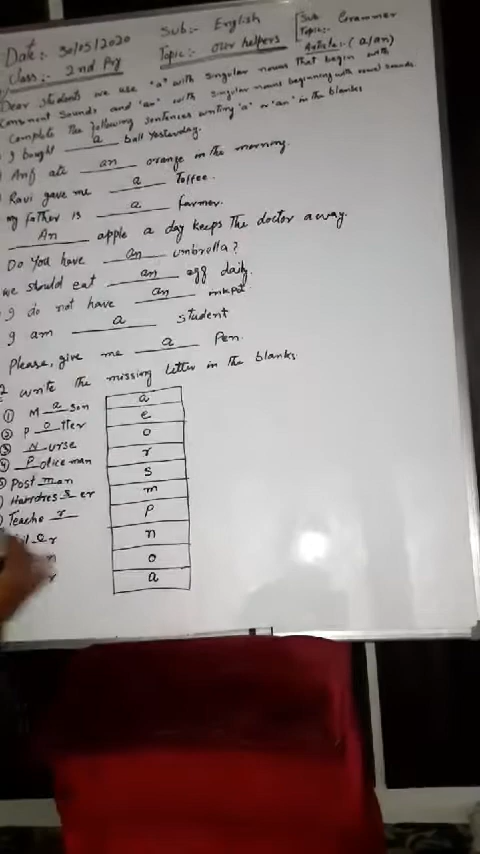 Date:- 30/05/2020 Sub:- English Sub:- Grammer
Class:- 2nd Pry Topic:- our helpers Topic:- Article:- (a/an)
Dear students we use "a" with singular nouns that begin with
consonent sounds and "an" with singular nouns beginning with vowel sounds.
Complete the following sentences writing "a" or "an" in the blanks
I bought a ball yesterday.
Anf ate an orange in the morning.
Ravi gave me a toffee.
my father is a farmer.
An apple a day keeps the doctor away.
Do you have an umbrella?
we should eat an egg daily.
I do not have an inkpot
I am a student
Please, give me a Pen.
2 write the missing letter in the blanks
① M a son a
② P o tter e
③ N urse o
④ P olice man r
Post man s
Hairdres s er m
Teache r p
e r n
n o
r a